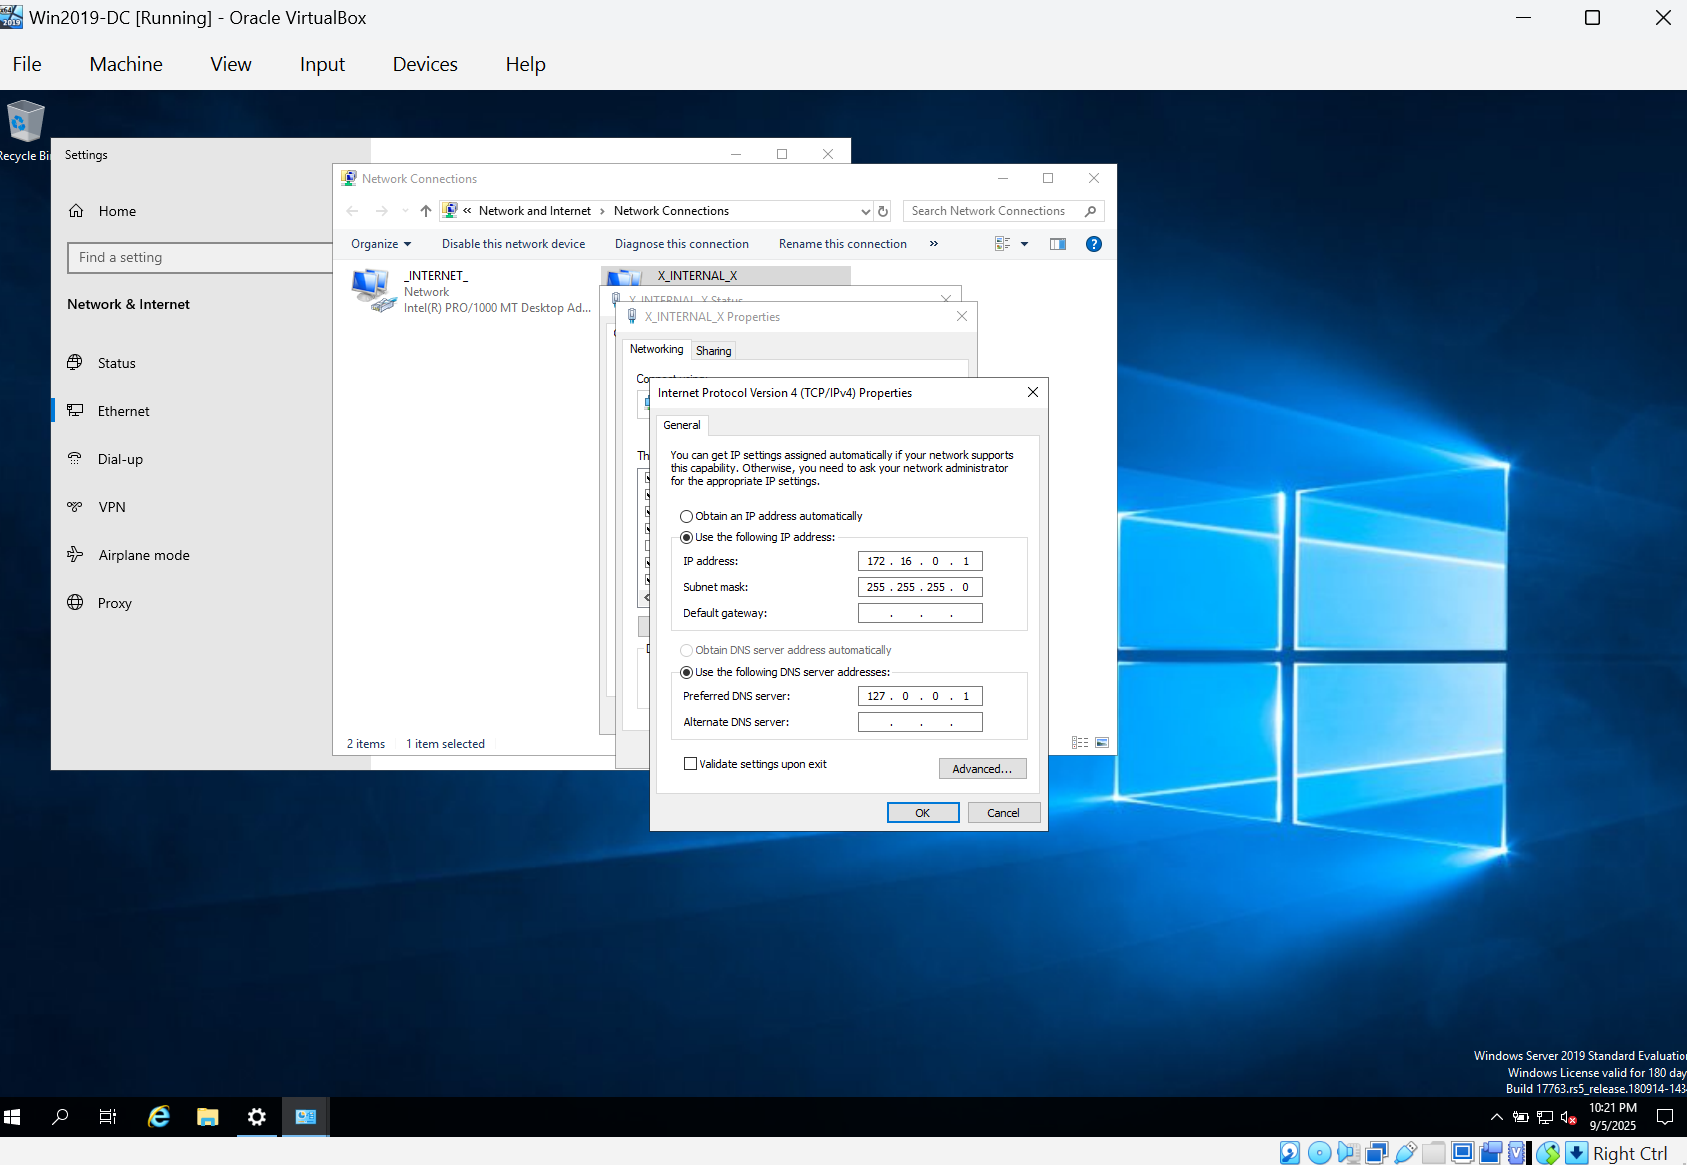 Win2019-DC [Running] - Oracle VirtualBox
File Machine View Input Devices Help
Recycle Bi
Settings
Home
Find a setting
Network & Internet
Status
Ethernet
Dial-up
VPN
Airplane mode
Proxy
Network Connections
« Network and Internet › Network Connections
Search Network Connections
Organize Disable this network device Diagnose this connection Rename this connection »
_INTERNET_
Network
Intel(R) PRO/1000 MT Desktop Ad...
X_INTERNAL_X
2 items 1 item selected
X_INTERNAL_X Status
X_INTERNAL_X Properties
Networking Sharing
Internet Protocol Version 4 (TCP/IPv4) Properties
General
You can get IP settings assigned automatically if your network supports
this capability. Otherwise, you need to ask your network administrator
for the appropriate IP settings.
Obtain an IP address automatically
Use the following IP address:
IP address: 172 . 16 . 0 . 1
Subnet mask: 255 . 255 . 255 . 0
Default gateway: . . .
Obtain DNS server address automatically
Use the following DNS server addresses:
Preferred DNS server: 127 . 0 . 0 . 1
Alternate DNS server: . . .
Validate settings upon exit
Advanced...
OK Cancel
Windows Server 2019 Standard Evaluation
Windows License valid for 180 day
Build 17763.rs5_release.180914-143
10:21 PM
9/5/2025
Right Ctrl